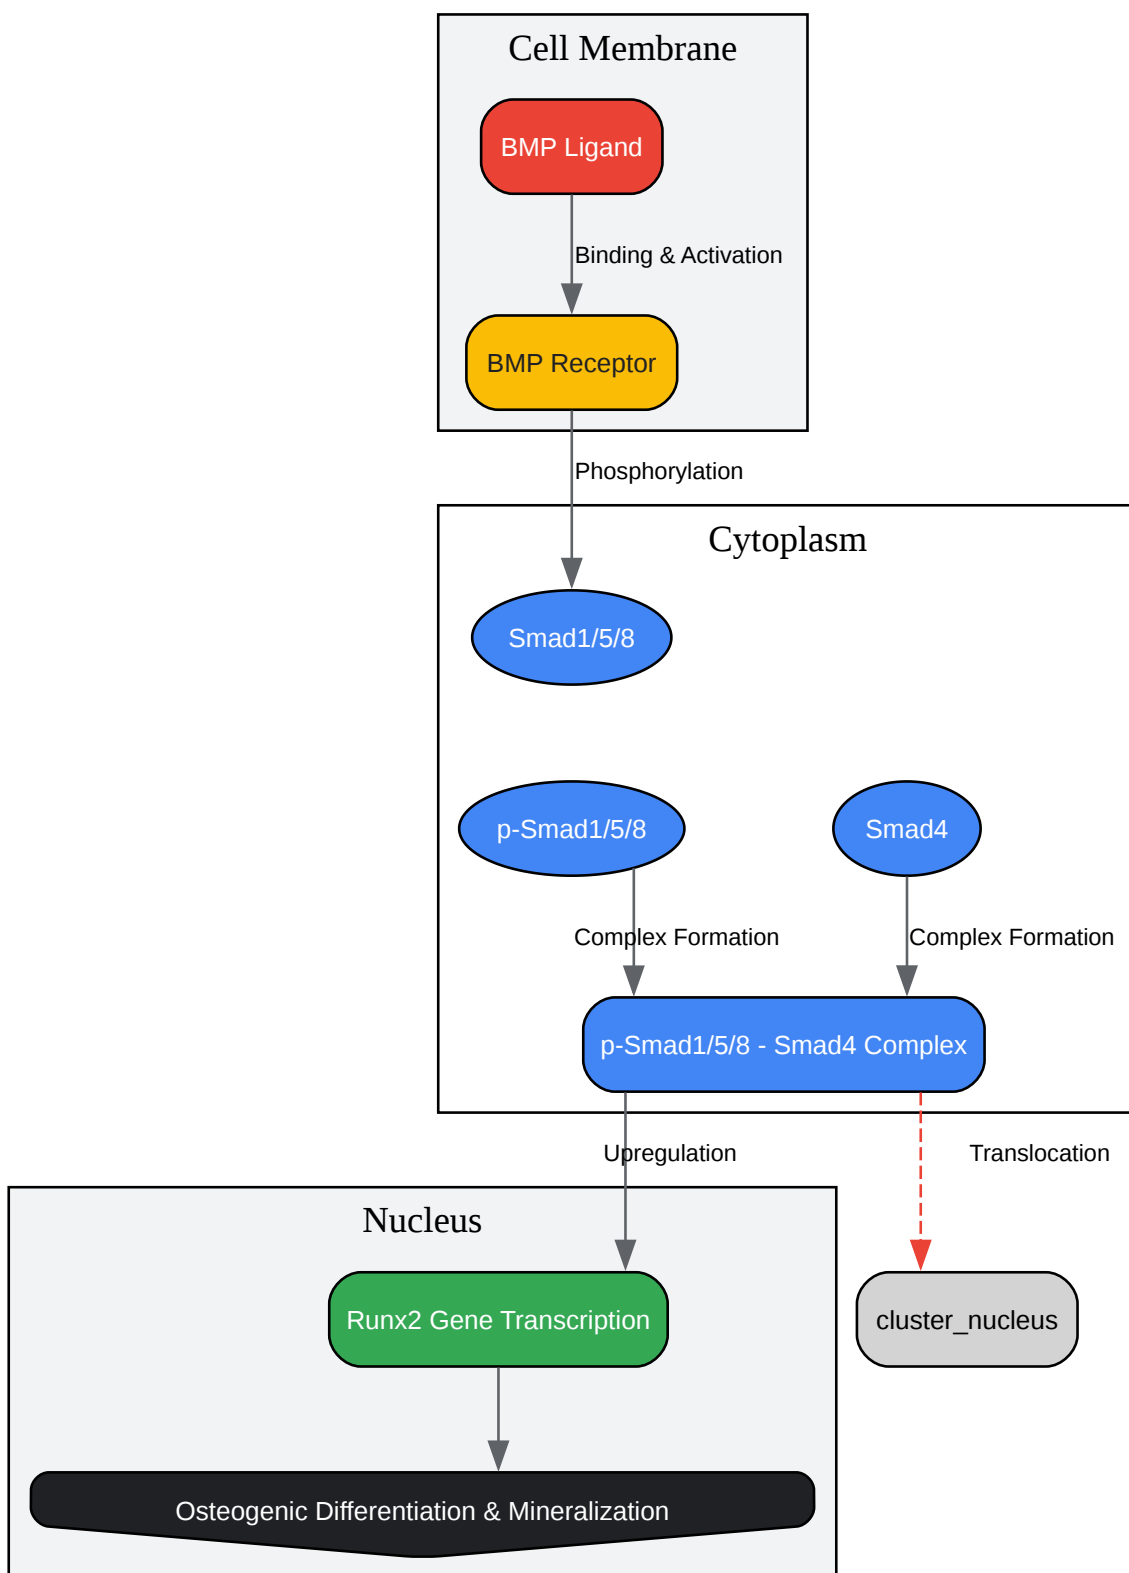 Cell Membrane
BMP Ligand
Binding & Activation
BMP Receptor
Phosphorylation
Cytoplasm
Smad1/5/8
p-Smad1/5/8
Smad4
Complex Formation
Complex Formation
p-Smad1/5/8 - Smad4 Complex
Upregulation
Translocation
Nucleus
Runx2 Gene Transcription
cluster_nucleus
Osteogenic Differentiation & Mineralization